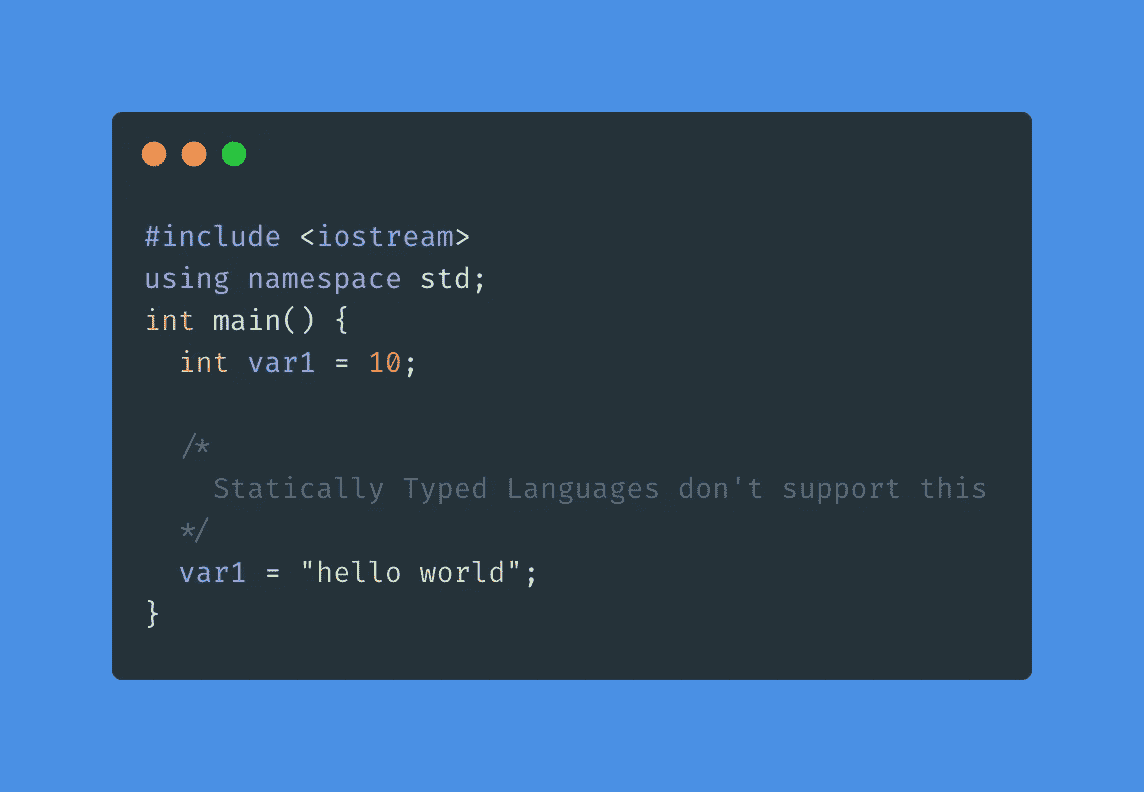 #include <iostream>
using namespace std;
int main() {
  int var1 = 10;

  /*
    Statically Typed Languages don't support this
  */
  var1 = "hello world";
}